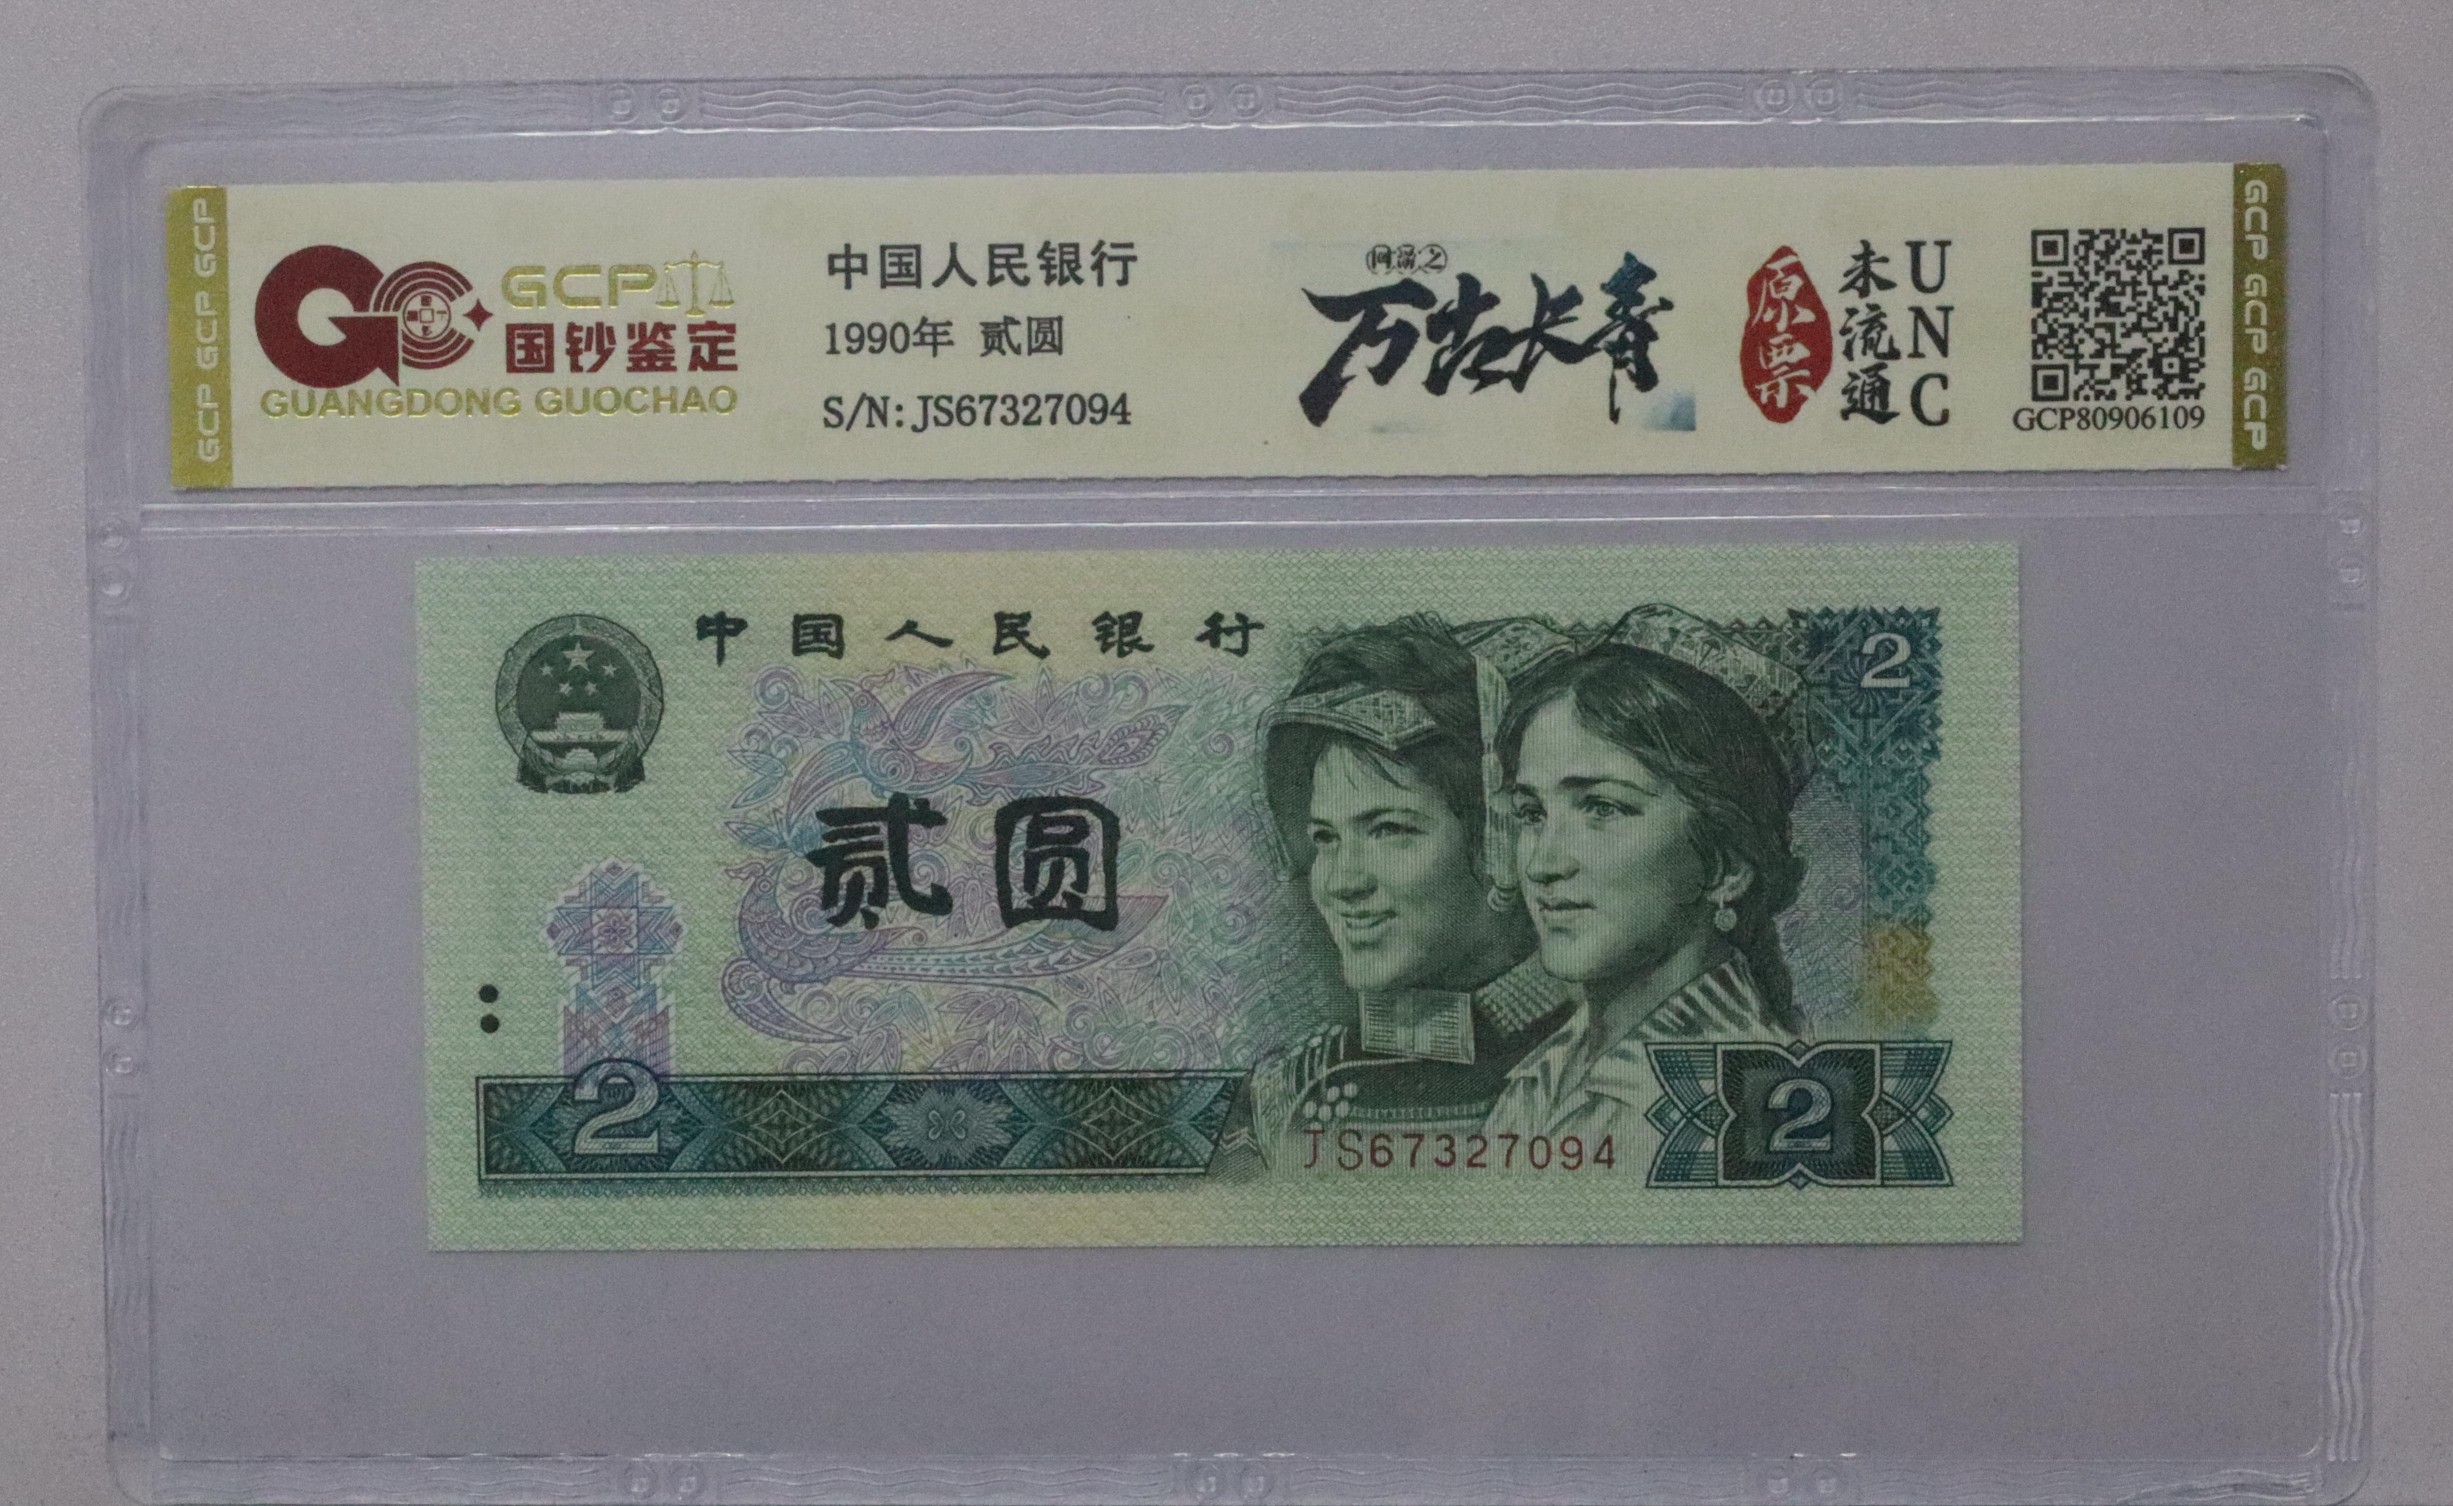 GCP GCP GCP
GCP
国钞鉴定
GUANGDONG GUOCHAO
中国人民银行
1990年 贰圆
S/N:JS67327094
万古长青
原票
未流通
UNC
GCP80906109
GCP GCP GCP
中国人民银行
2
贰圆
2
2
JS67327094